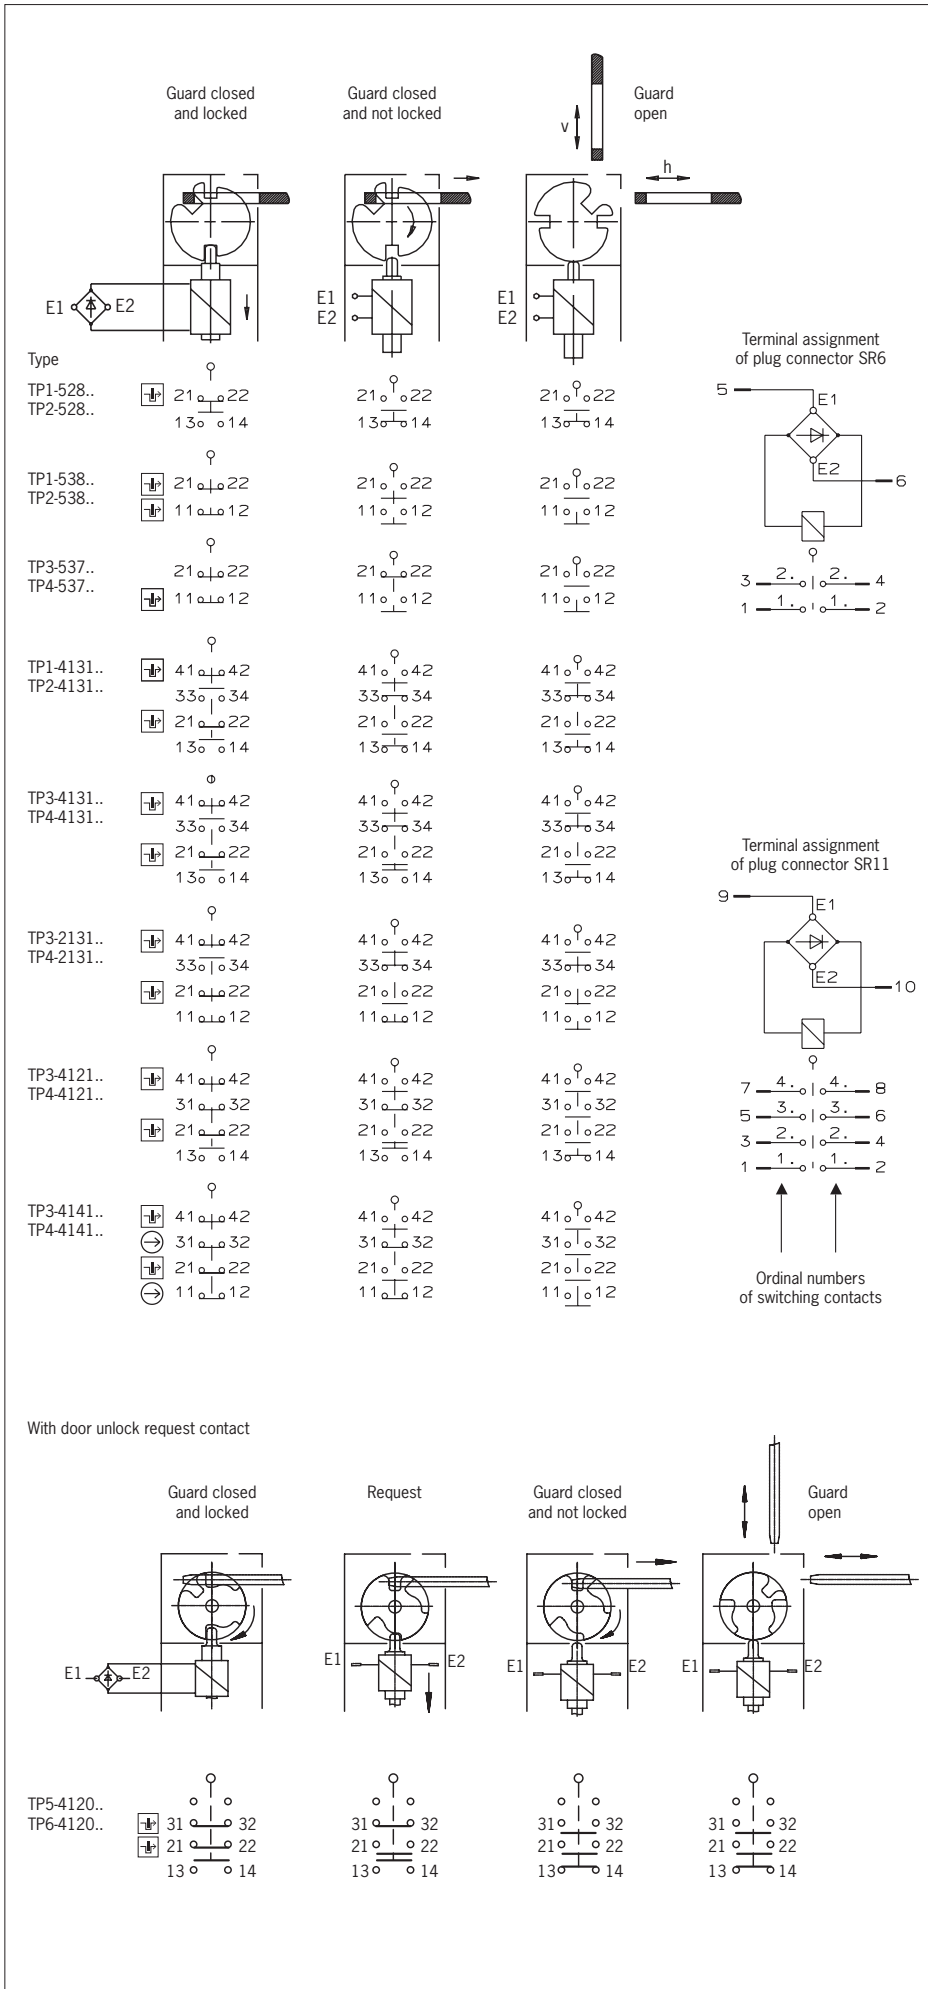 Guard closed
and locked
Guard closed
and not locked
Guard
open
v
h
E1
E2
E1
E2
E1
E2
Type
TP1-528..
TP2-528..
21 22
13 14
21 22
13 14
21 22
13 14
TP1-538..
TP2-538..
21 22
11 12
21 22
11 12
21 22
11 12
TP3-537..
TP4-537..
21 22
11 12
21 22
11 12
21 22
11 12
TP1-4131..
TP2-4131..
41 42
33 34
21 22
13 14
41 42
33 34
21 22
13 14
41 42
33 34
21 22
13 14
TP3-4131..
TP4-4131..
41 42
33 34
21 22
13 14
41 42
33 34
21 22
13 14
41 42
33 34
21 22
13 14
TP3-2131..
TP4-2131..
41 42
33 34
21 22
11 12
41 42
33 34
21 22
11 12
41 42
33 34
21 22
11 12
TP3-4121..
TP4-4121..
41 42
31 32
21 22
13 14
41 42
31 32
21 22
13 14
41 42
31 32
21 22
13 14
TP3-4141..
TP4-4141..
41 42
31 32
21 22
11 12
41 42
31 32
21 22
11 12
41 42
31 32
21 22
11 12
Terminal assignment
of plug connector SR6
5
E1
E2
6
3 2. 2. 4
1 1. 1. 2
Terminal assignment
of plug connector SR11
9
E1
E2
10
7 4. 4. 8
5 3. 3. 6
3 2. 2. 4
1 1. 1. 2
Ordinal numbers
of switching contacts
With door unlock request contact
Guard closed
and locked
Request
Guard closed
and not locked
Guard
open
E1 E2
E1 E2
E1 E2
E1 E2
TP5-4120..
TP6-4120..
31 32
21 22
13 14
31 32
21 22
13 14
31 32
21 22
13 14
31 32
21 22
13 14